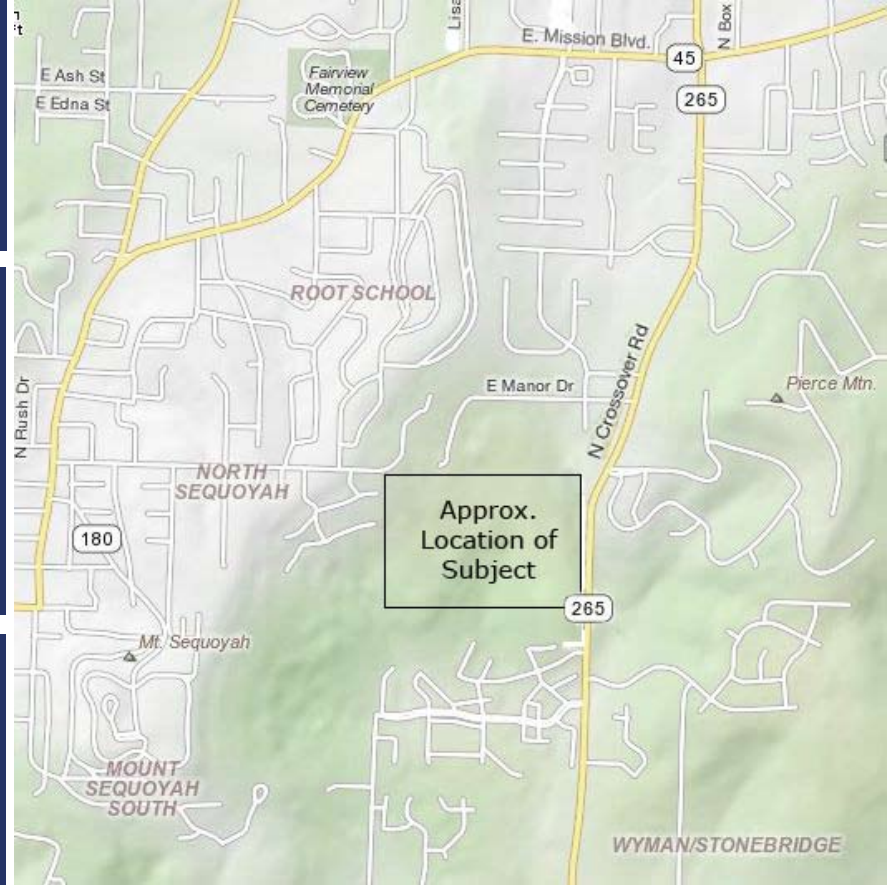 Lisa
N Box
E. Mission Blvd.
45
E Ash St
Fairview
Memorial
Cemetery
E Edna St
265
ROOT SCHOOL
N Crossover Rd
E Manor Dr
Pierce Mtn.
N Rush Dr
NORTH
SEQUOYAH
Approx.
Location of
Subject
180
265
Mt. Sequoyah
MOUNT
SEQUOYAH
SOUTH
WYMAN/STONEBRIDGE